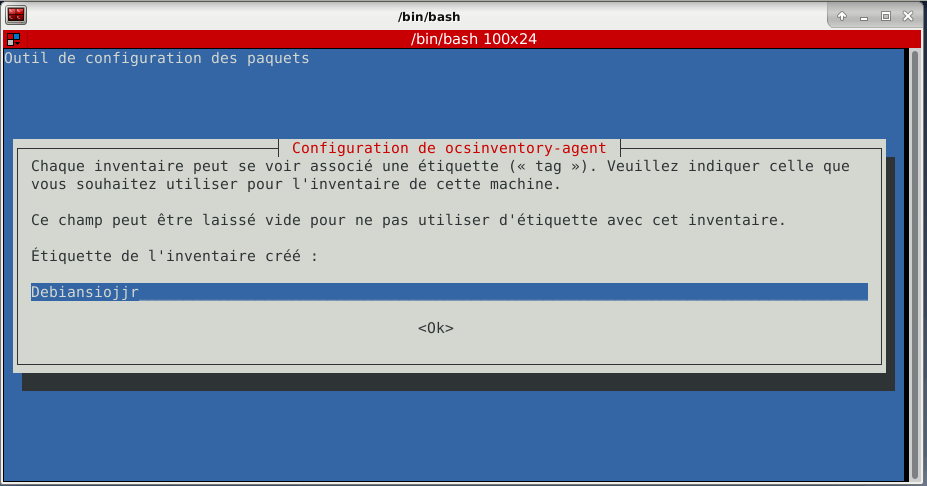 /bin/bash
/bin/bash 100x24
Outil de configuration des paquets
Configuration de ocsinventory-agent
Chaque inventaire peut se voir associé une étiquette (« tag »). Veuillez indiquer celle que
vous souhaitez utiliser pour l'inventaire de cette machine.
Ce champ peut être laissé vide pour ne pas utiliser d'étiquette avec cet inventaire.
Étiquette de l'inventaire créé :
Debiansiojjr
<Ok>